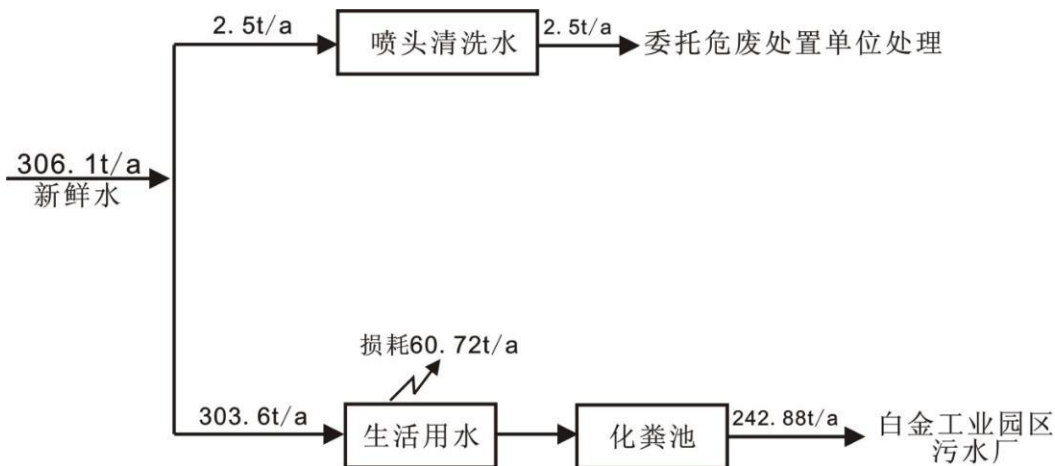 2.5t/a
喷头清洗水
2.5t/a
委托危废处置单位处理
306.1t/a
新鲜水
损耗60.72t/a
303.6t/a
生活用水
化粪池
242.88t/a
白金工业园区
污水厂